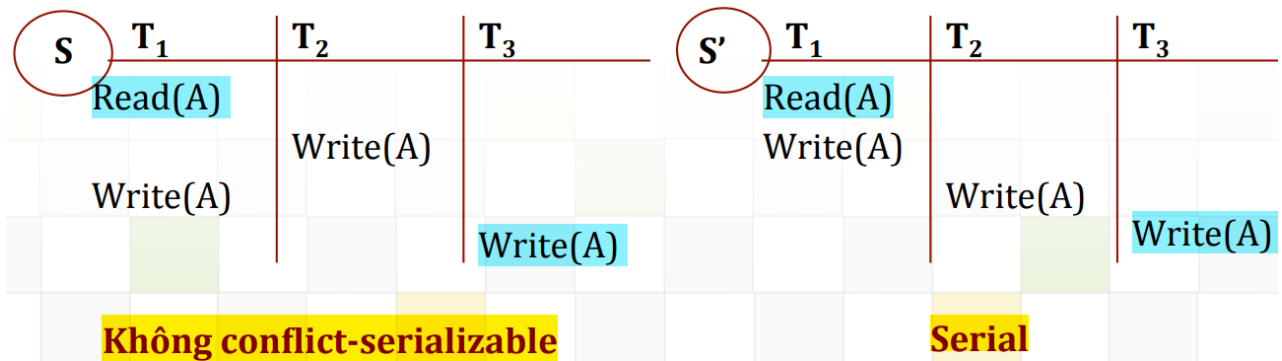 S T1 T2 T3
Read(A)
Write(A)
Write(A)
Write(A)
Không conflict-serializable
S’ T1 T2 T3
Read(A)
Write(A)
Write(A)
Write(A)
Serial